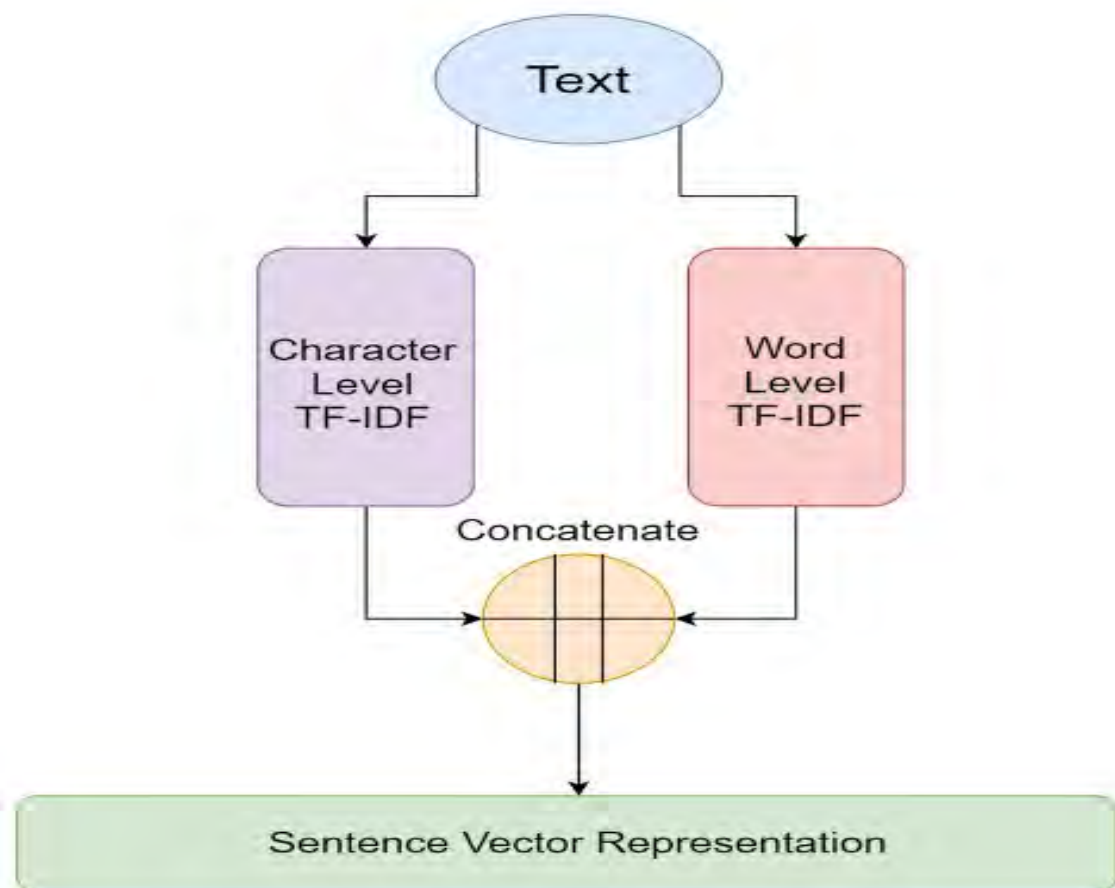 Text
Character
Level
TF-IDF
Word
Level
TF-IDF
Concatenate
Sentence Vector Representation